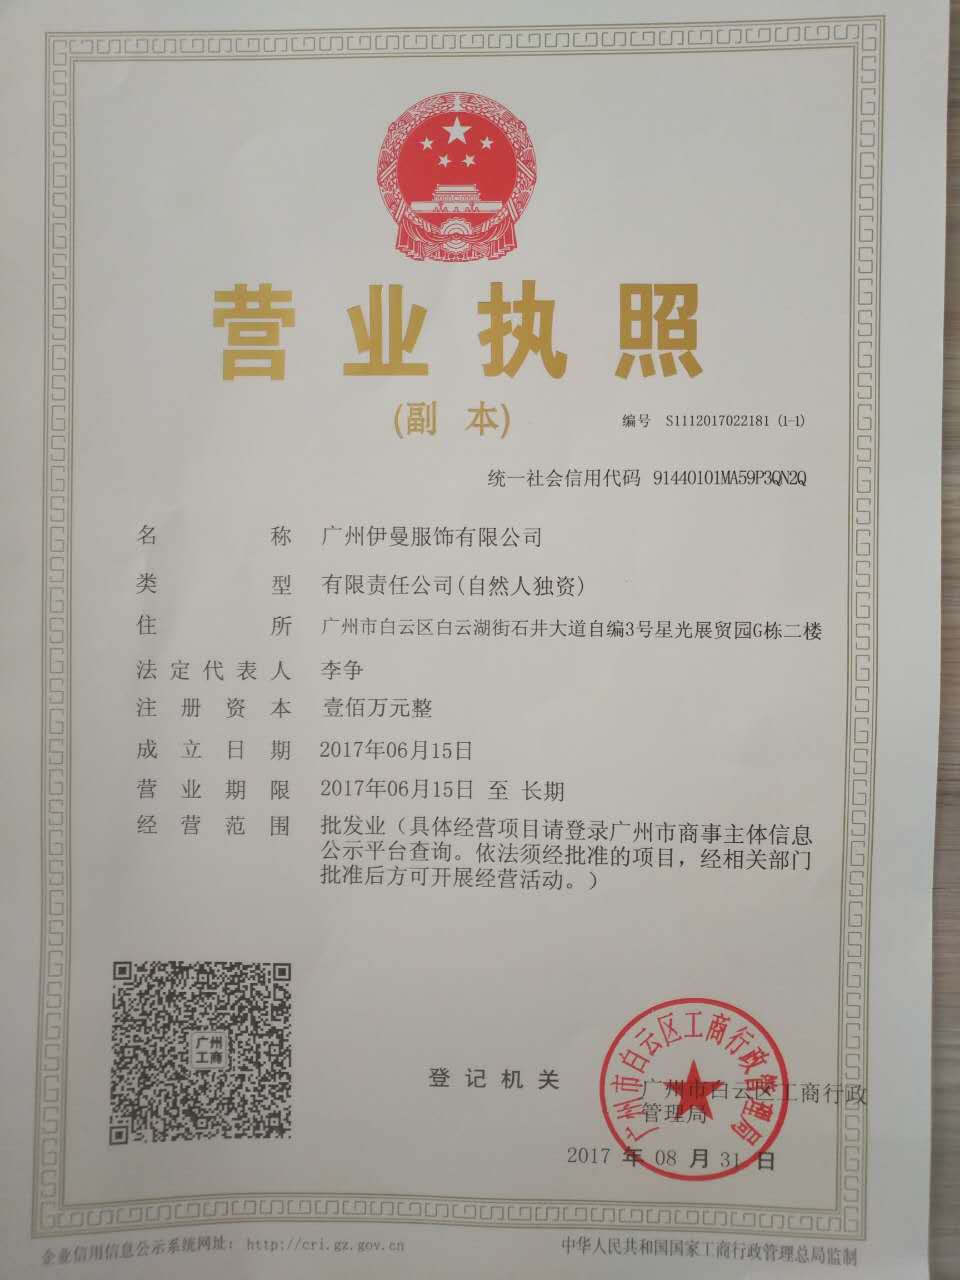 营业执照
(副 本)
编号 S1112017022181 (1-1)
统一社会信用代码 91440101MA59P3QN2Q
名 称 广州伊曼服饰有限公司
类 型 有限责任公司(自然人独资)
住 所 广州市白云区白云湖街石井大道自编3号星光展贸园G栋二楼
法定代表人 李争
注册资本 壹佰万元整
成立日期 2017年06月15日
营业期限 2017年06月15日 至 长期
经营范围 批发业（具体经营项目请登录广州市商事主体信息
公示平台查询。依法须经批准的项目，经相关部门
批准后方可开展经营活动。）
广州
工商
登记机关
广州市白云区工商行政管理局
广州市白云区工商行政
管理局
2017 年 08 月 31 日
企业信用信息公示系统网址： http://cri.gz.gov.cn
中华人民共和国国家工商行政管理总局监制